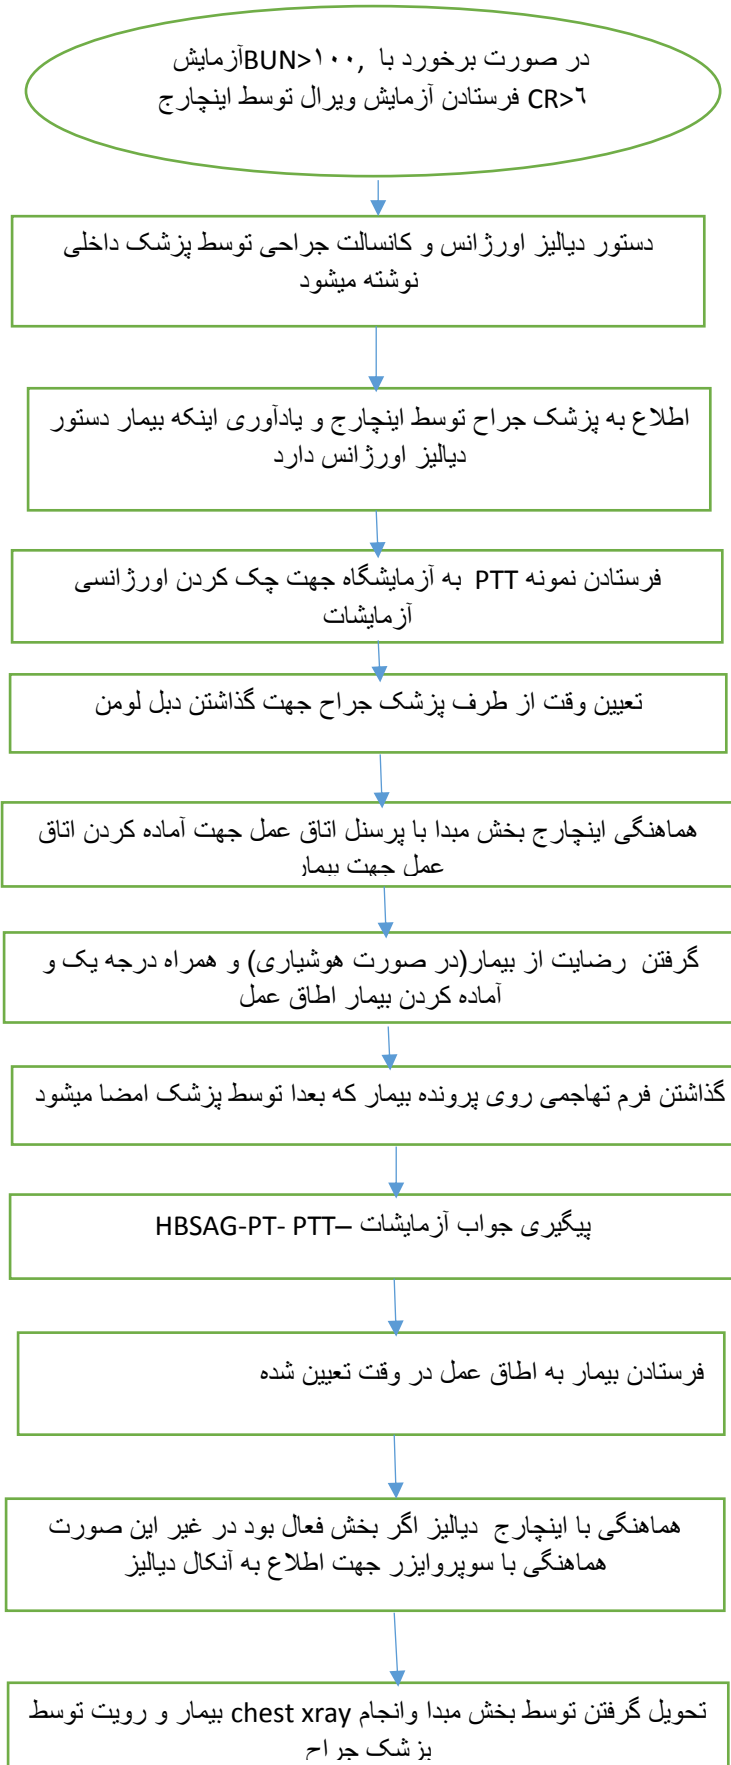 در صورت برخورد با ,BUN>۱۰۰آزمایش
CR>٦ فرستادن آزمایش ویرال توسط اینچارج
دستور دیالیز اورژانس و کانسالت جراحی توسط پزشک داخلی
نوشته میشود
اطلاع به پزشک جراح توسط اینچارج و یادآوری اینکه بیمار دستور
دیالیز اورژانس دارد
فرستادن نمونه PTT به آزمایشگاه جهت چک کردن اورژانسی
آزمایشات
تعیین وقت از طرف پزشک جراح جهت گذاشتن دبل لومن
هماهنگی اینچارج بخش مبدا با پرسنل اتاق عمل جهت آماده کردن اتاق
عمل جهت بیمار
گرفتن رضایت از بیمار(در صورت هوشیاری) و همراه درجه یک و
آماده کردن بیمار اطاق عمل
گذاشتن فرم تهاجمی روی پرونده بیمار که بعدا توسط پزشک امضا میشود
پیگیری جواب آزمایشات –HBSAG-PT- PTT
فرستادن بیمار به اطاق عمل در وقت تعیین شده
هماهنگی با اینچارج دیالیز اگر بخش فعال بود در غیر این صورت
هماهنگی با سوپروایزر جهت اطلاع به آنکال دیالیز
تحویل گرفتن توسط بخش مبدا وانجام chest xray بیمار و رویت توسط
پزشک جراح